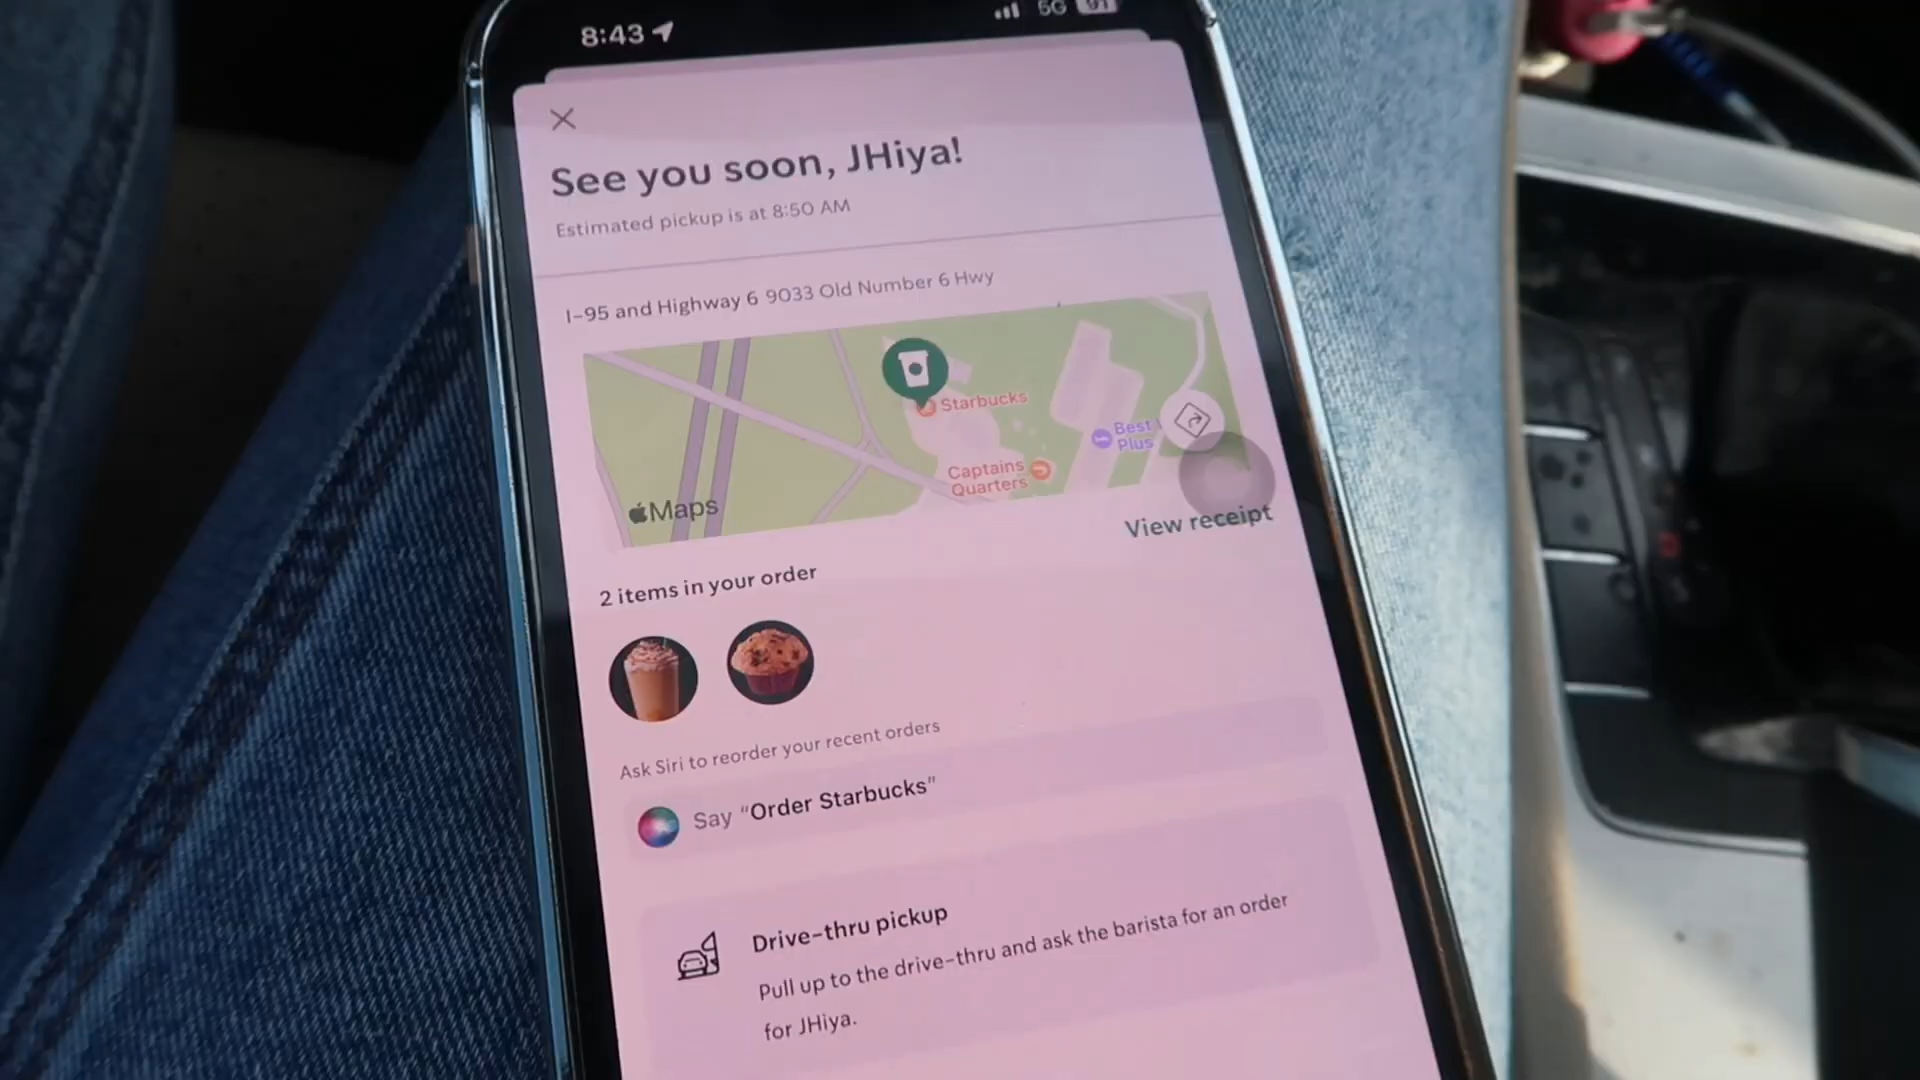 8:43
5G 91
See you soon, JHiya!
Estimated pickup is at 8:50 AM
I-95 and Highway 6 9033 Old Number 6 Hwy
Starbucks
Best
Plus
Captains
Quarters
Maps
View receipt
2 items in your order
Ask Siri to reorder your recent orders
Say "Order Starbucks"
Drive-thru pickup
Pull up to the drive-thru and ask the barista for an order
for JHiya.